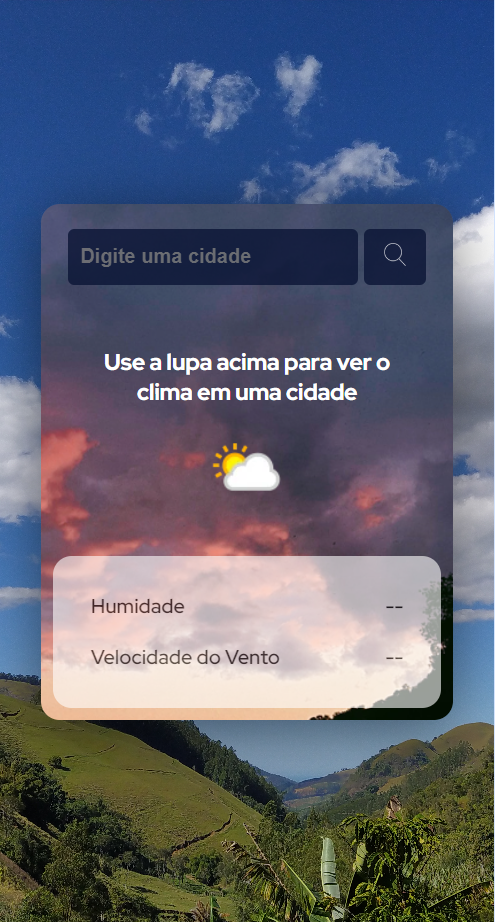 Digite uma cidade
Use a lupa acima para ver o
clima em uma cidade
Humidade --
Velocidade do Vento --